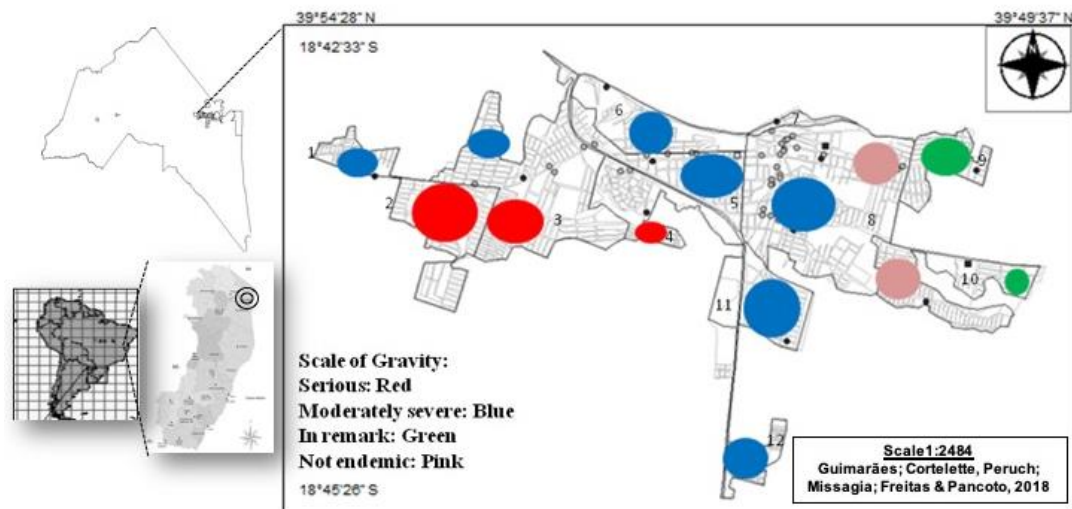 39°54'28" N
39°49'37" N
18°42'33" S
1
2
3
4
5
6
8
9
10
11
12
Scale of Gravity:
Serious: Red
Moderately severe: Blue
In remark: Green
Not endemic: Pink
18°45'26" S
Scale1:2484
Guimarães; Cortelette, Peruch;
Missagia; Freitas & Pancoto, 2018